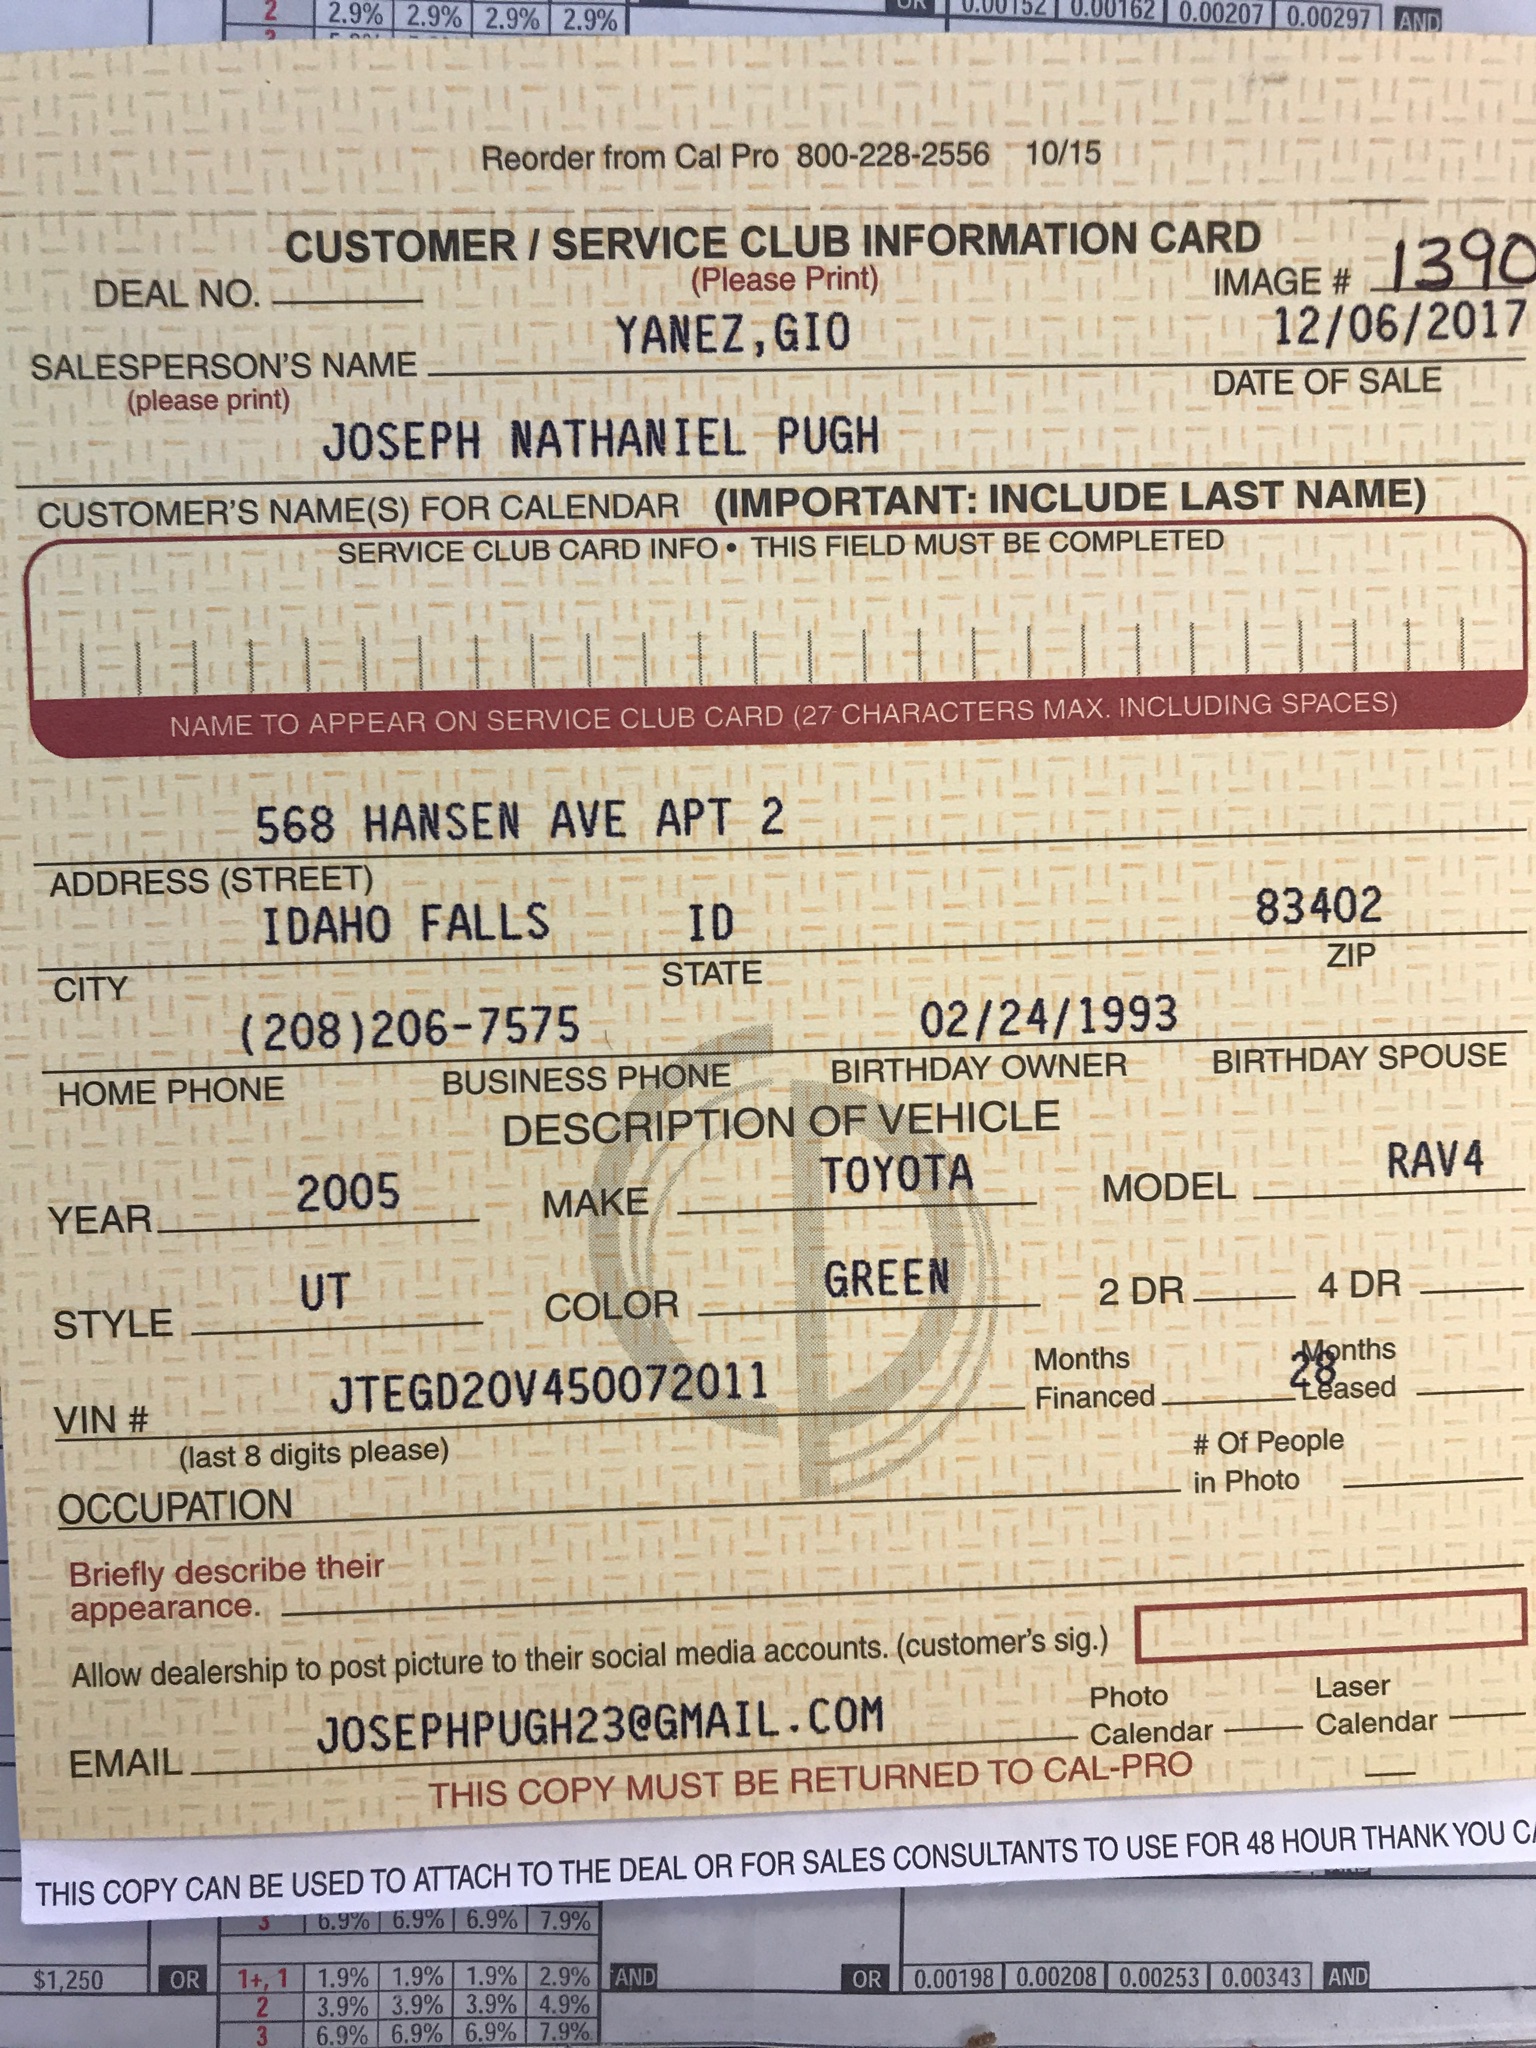 2 2.9% 2.9% 2.9% 2.9% OR 0.00152 0.00162 0.00207 0.00297 AND
Reorder from Cal Pro 800-228-2556 10/15
CUSTOMER / SERVICE CLUB INFORMATION CARD
(Please Print)
DEAL NO.
IMAGE # 1390
YANEZ,GIO
12/06/2017
SALESPERSON'S NAME
(please print)
DATE OF SALE
JOSEPH NATHANIEL PUGH
CUSTOMER'S NAME(S) FOR CALENDAR (IMPORTANT: INCLUDE LAST NAME)
SERVICE CLUB CARD INFO • THIS FIELD MUST BE COMPLETED
NAME TO APPEAR ON SERVICE CLUB CARD (27 CHARACTERS MAX. INCLUDING SPACES)
568 HANSEN AVE APT 2
ADDRESS (STREET)
IDAHO FALLS ID 83402
CITY STATE ZIP
(208)206-7575 02/24/1993
HOME PHONE BUSINESS PHONE BIRTHDAY OWNER BIRTHDAY SPOUSE
DESCRIPTION OF VEHICLE
YEAR 2005 MAKE TOYOTA MODEL RAV4
STYLE UT COLOR GREEN 2 DR 4 DR
VIN # JTEGD20V450072011
(last 8 digits please)
Months
Financed
28
Months
Leased
OCCUPATION
# Of People
in Photo
Briefly describe their
appearance.
Allow dealership to post picture to their social media accounts. (customer's sig.)
EMAIL JOSEPHPUGH23@GMAIL.COM
Photo
Calendar
Laser
Calendar
THIS COPY MUST BE RETURNED TO CAL-PRO
THIS COPY CAN BE USED TO ATTACH TO THE DEAL OR FOR SALES CONSULTANTS TO USE FOR 48 HOUR THANK YOU
3 6.9% 6.9% 6.9% 7.9%
$1,250 OR 1+, 1 1.9% 1.9% 1.9% 2.9% AND OR 0.00198 0.00208 0.00253 0.00343 AND
2 3.9% 3.9% 3.9% 4.9%
3 6.9% 6.9% 6.9% 7.9%